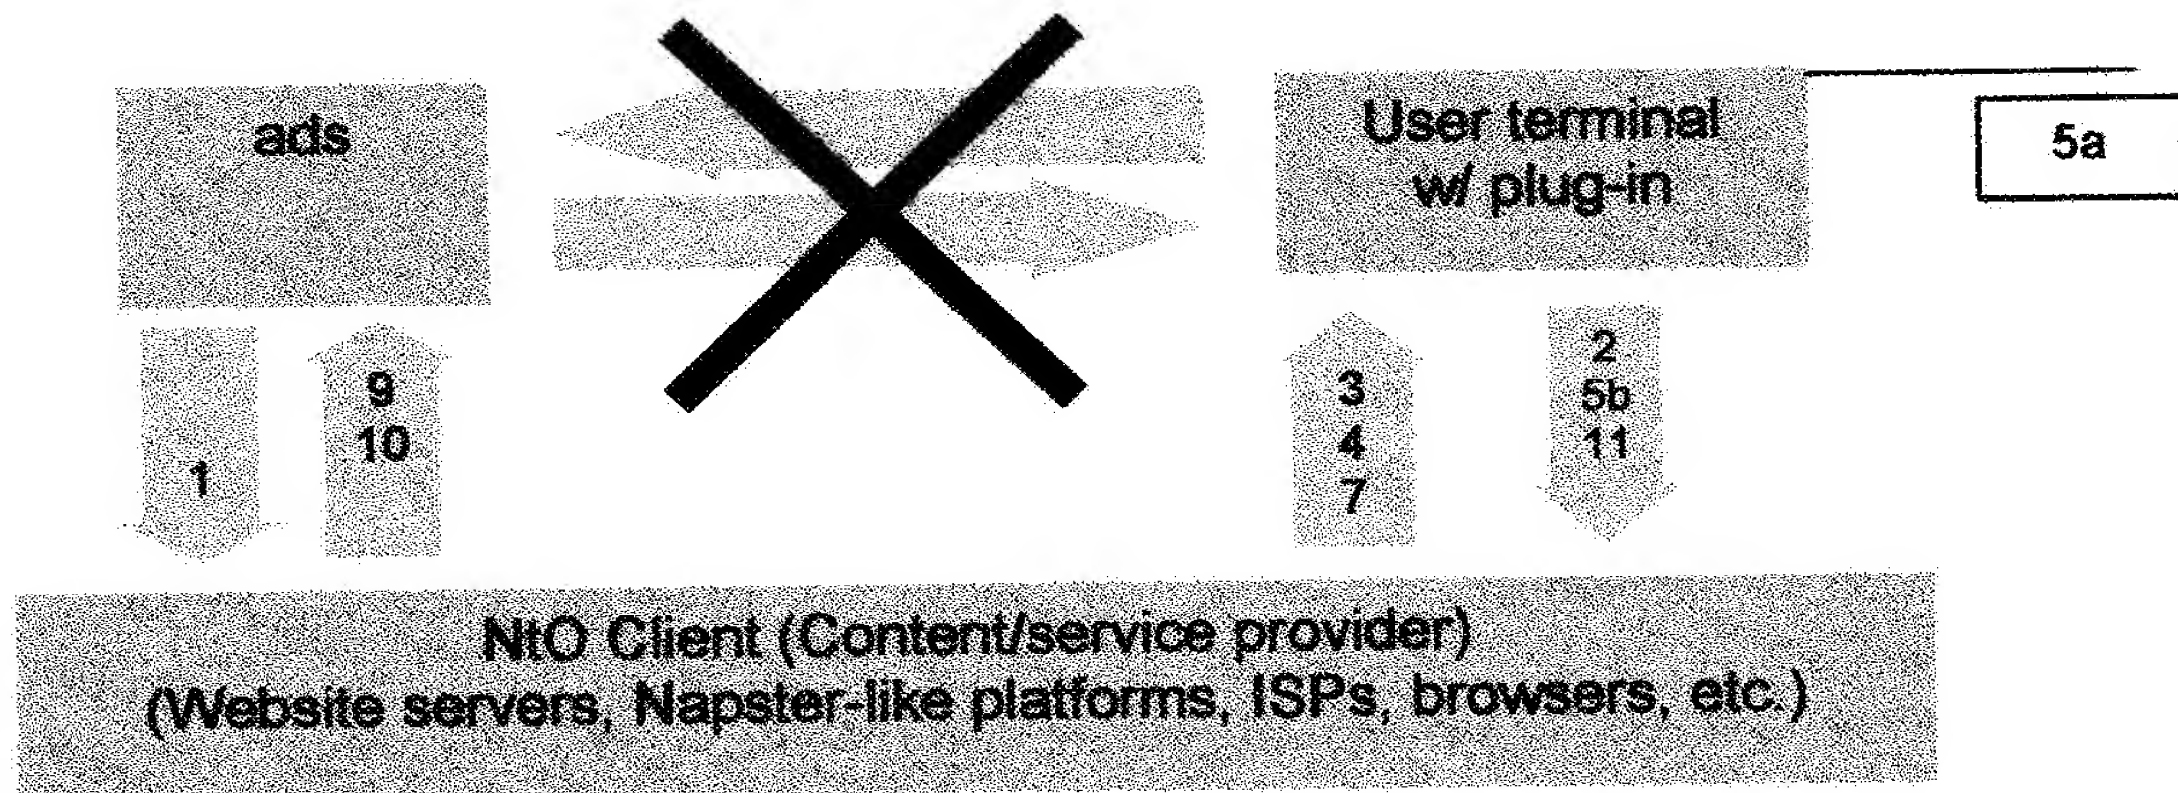 ads
User terminal
w/ plug-in
5a
1
9
10
3
4
7
2
5b
11
NtO Client (Content/service provider)
(Website servers, Napster-like platforms, ISPs, browsers, etc.)